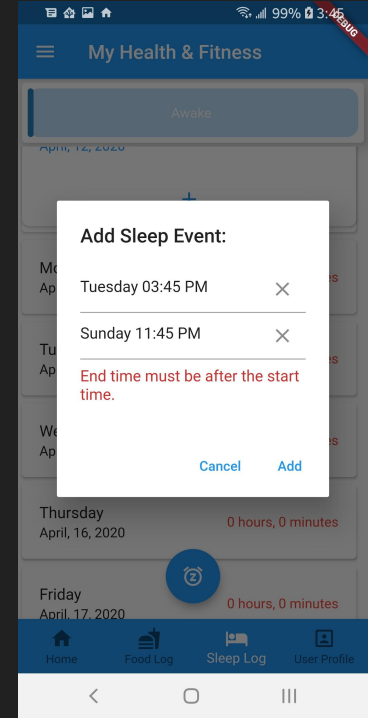 99% 3:45
DEBUG
My Health & Fitness
Awake
April, 12, 2020
Add Sleep Event:
Tuesday 03:45 PM
Sunday 11:45 PM
End time must be after the start
time.
Cancel
Add
Thursday
April, 16, 2020
0 hours, 0 minutes
Friday
April, 17, 2020
0 hours, 0 minutes
Home
Food Log
Sleep Log
User Profile